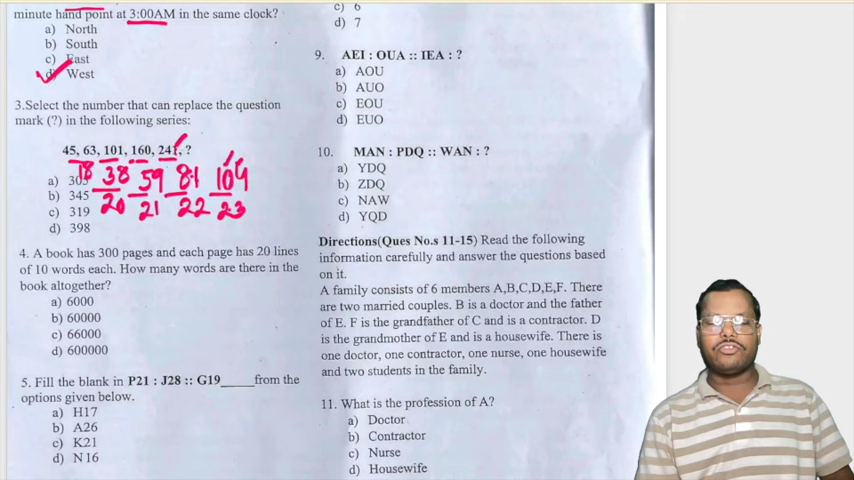 minute hand point at 3:00AM in the same clock?
a) North
b) South
c) East
d) West
3.Select the number that can replace the question
mark (?) in the following series:
45, 63, 101, 160, 241, ?
18 38 59 81 104
20 21 22 23
a) 305
b) 345
c) 319
d) 398
4. A book has 300 pages and each page has 20 lines
of 10 words each. How many words are there in the
book altogether?
a) 6000
b) 60000
c) 66000
d) 600000
5. Fill the blank in P21 : J28 :: G19_____from the
options given below.
a) H17
b) A26
c) K21
d) N16
c) 6
d) 7
9. AEI : OUA :: IEA : ?
a) AOU
b) AUO
c) EOU
d) EUO
10. MAN : PDQ :: WAN : ?
a) YDQ
b) ZDQ
c) NAW
d) YQD
Directions(Ques No.s 11-15) Read the following
information carefully and answer the questions based
on it.
A family consists of 6 members A,B,C,D,E,F. There
are two married couples. B is a doctor and the father
of E. F is the grandfather of C and is a contractor. D
is the grandmother of E and is a housewife. There is
one doctor, one contractor, one nurse, one housewife
and two students in the family.
11. What is the profession of A?
a) Doctor
b) Contractor
c) Nurse
d) Housewife